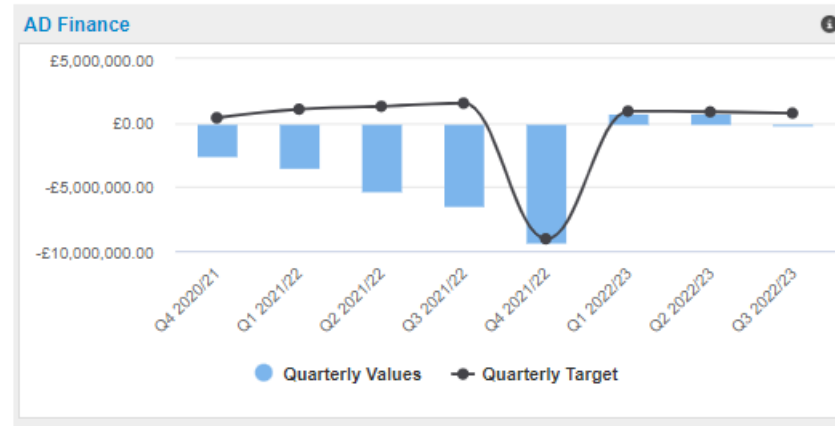 AD Finance
£5,000,000.00
£0.00
-£5,000,000.00
-£10,000,000.00
Q4 2020/21
Q1 2021/22
Q2 2021/22
Q3 2021/22
Q4 2021/22
Q1 2022/23
Q2 2022/23
Q3 2022/23
Quarterly Values Quarterly Target